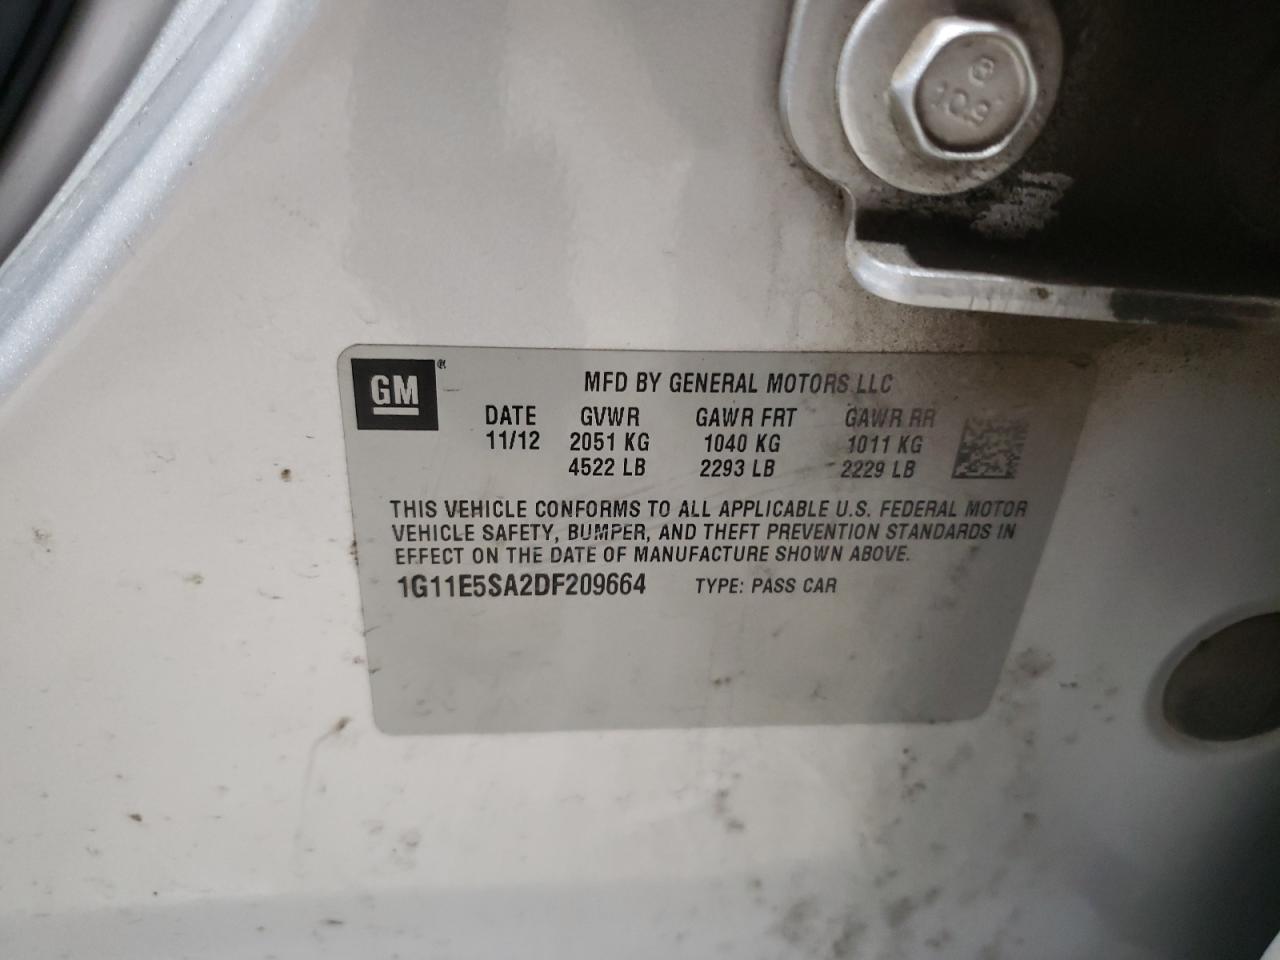 8
10.9
GM ®
MFD BY GENERAL MOTORS LLC
DATE GVWR GAWR FRT GAWR RR
11/12 2051 KG 1040 KG 1011 KG
4522 LB 2293 LB 2229 LB
THIS VEHICLE CONFORMS TO ALL APPLICABLE U.S. FEDERAL MOTOR
VEHICLE SAFETY, BUMPER, AND THEFT PREVENTION STANDARDS IN
EFFECT ON THE DATE OF MANUFACTURE SHOWN ABOVE.
1G11E5SA2DF209664 TYPE: PASS CAR